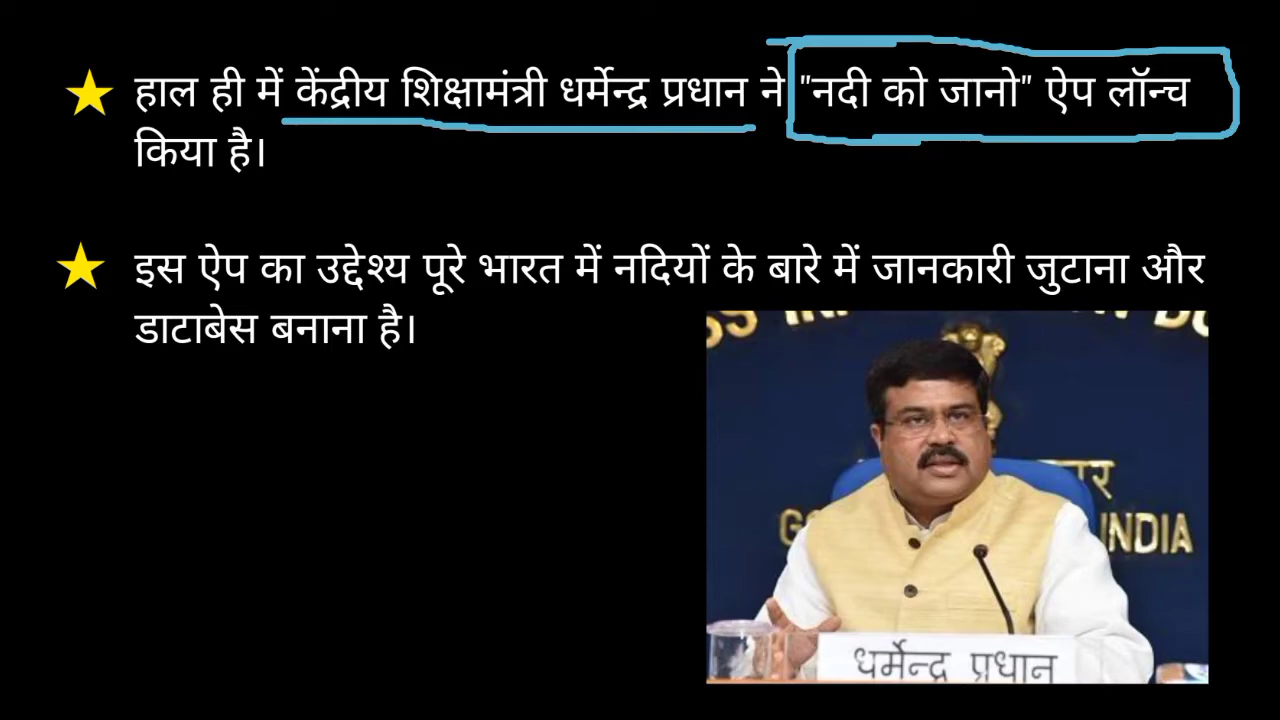 हाल ही में केंद्रीय शिक्षामंत्री धर्मेन्द्र प्रधान ने "नदी को जानो" ऐप लॉन्च
किया है।
इस ऐप का उद्देश्य पूरे भारत में नदियों के बारे में जानकारी जुटाना और
डाटाबेस बनाना है।
INDIA
धर्मेन्द्र प्रधान